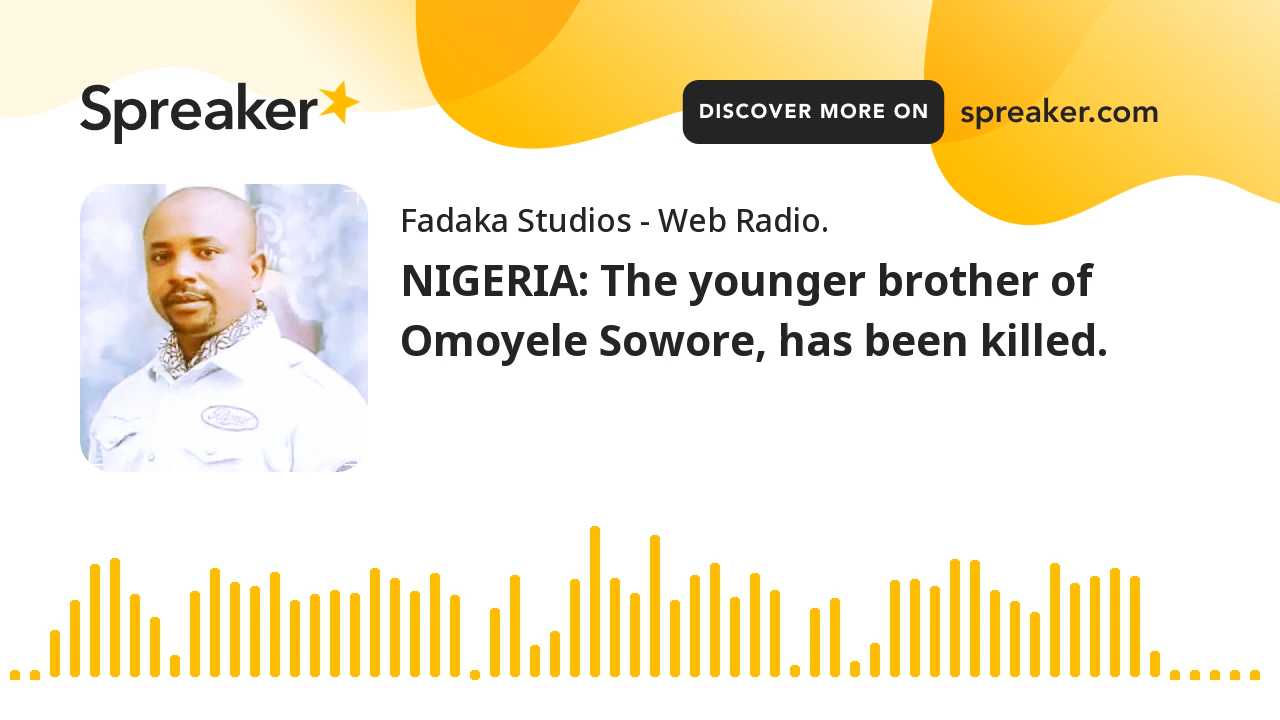 Spreaker
DISCOVER MORE ON spreaker.com
Fadaka Studios - Web Radio.
NIGERIA: The younger brother of
Omoyele Sowore, has been killed.